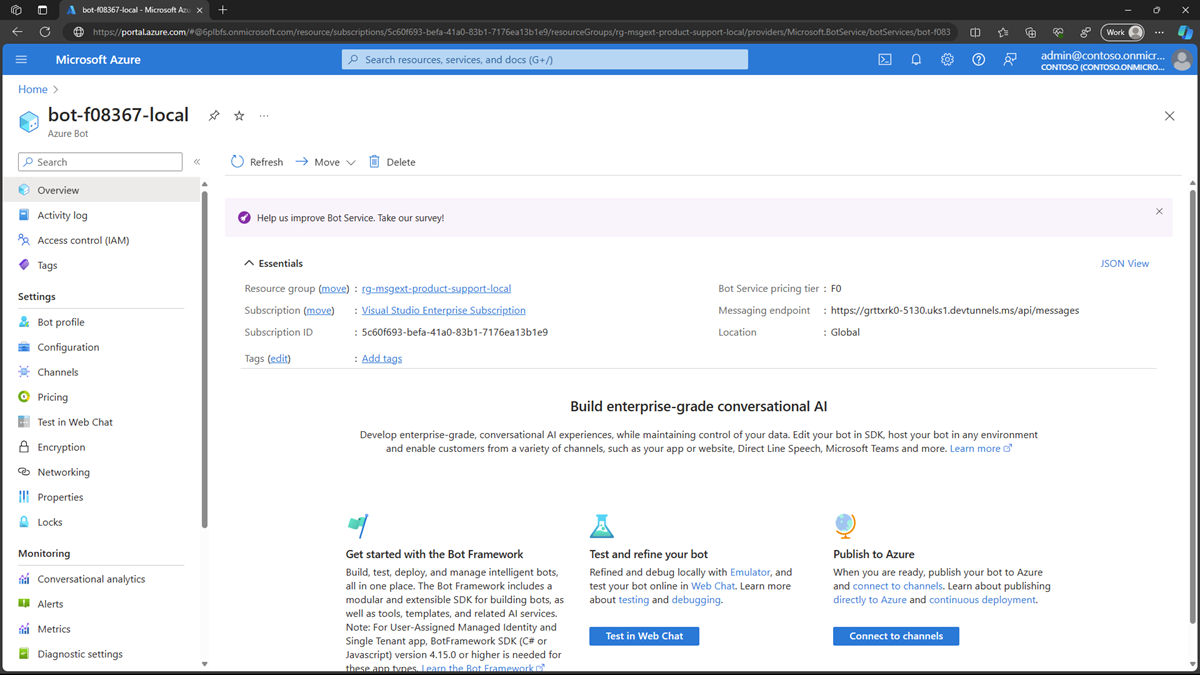 bot-f08367-local - Microsoft Azu
https://portal.azure.com/#@6plbfs.onmicrosoft.com/resource/subscriptions/5c60f693-befa-41a0-83b1-7176ea13b1e9/resourceGroups/rg-msgext-product-support-local/providers/Microsoft.BotService/botServices/bot-f083
Work
Microsoft Azure
Search resources, services, and docs (G+/)
admin@contoso.onmicr...
CONTOSO (CONTOSO.ONMICRO...
Home
bot-f08367-local
Azure Bot
Search
Refresh
Move
Delete
Overview
Activity log
Access control (IAM)
Tags
Settings
Bot profile
Configuration
Channels
Pricing
Test in Web Chat
Encryption
Networking
Properties
Locks
Monitoring
Conversational analytics
Alerts
Metrics
Diagnostic settings
Help us improve Bot Service. Take our survey!
Essentials
JSON View
Resource group (move) : rg-msgext-product-support-local
Subscription (move) : Visual Studio Enterprise Subscription
Subscription ID : 5c60f693-befa-41a0-83b1-7176ea13b1e9
Tags (edit) : Add tags
Bot Service pricing tier : F0
Messaging endpoint : https://grttxrk0-5130.uks1.devtunnels.ms/api/messages
Location : Global
Build enterprise-grade conversational AI
Develop enterprise-grade, conversational AI experiences, while maintaining control of your data. Edit your bot in SDK, host your bot in any environment
and enable customers from a variety of channels, such as your app or website, Direct Line Speech, Microsoft Teams and more. Learn more
Get started with the Bot Framework
Build, test, deploy, and manage intelligent bots,
all in one place. The Bot Framework includes a
modular and extensible SDK for building bots, as
well as tools, templates, and related AI services.
Note: For User-Assigned Managed Identity and
Single Tenant app, BotFramework SDK (C# or
Javascript) version 4.15.0 or higher is needed for
these app types. Learn the Bot Framework
Test and refine your bot
Refined and debug locally with Emulator, and
test your bot online in Web Chat. Learn more
about testing and debugging.
Test in Web Chat
Publish to Azure
When you are ready, publish your bot to Azure
and connect to channels. Learn about publishing
directly to Azure and continuous deployment.
Connect to channels